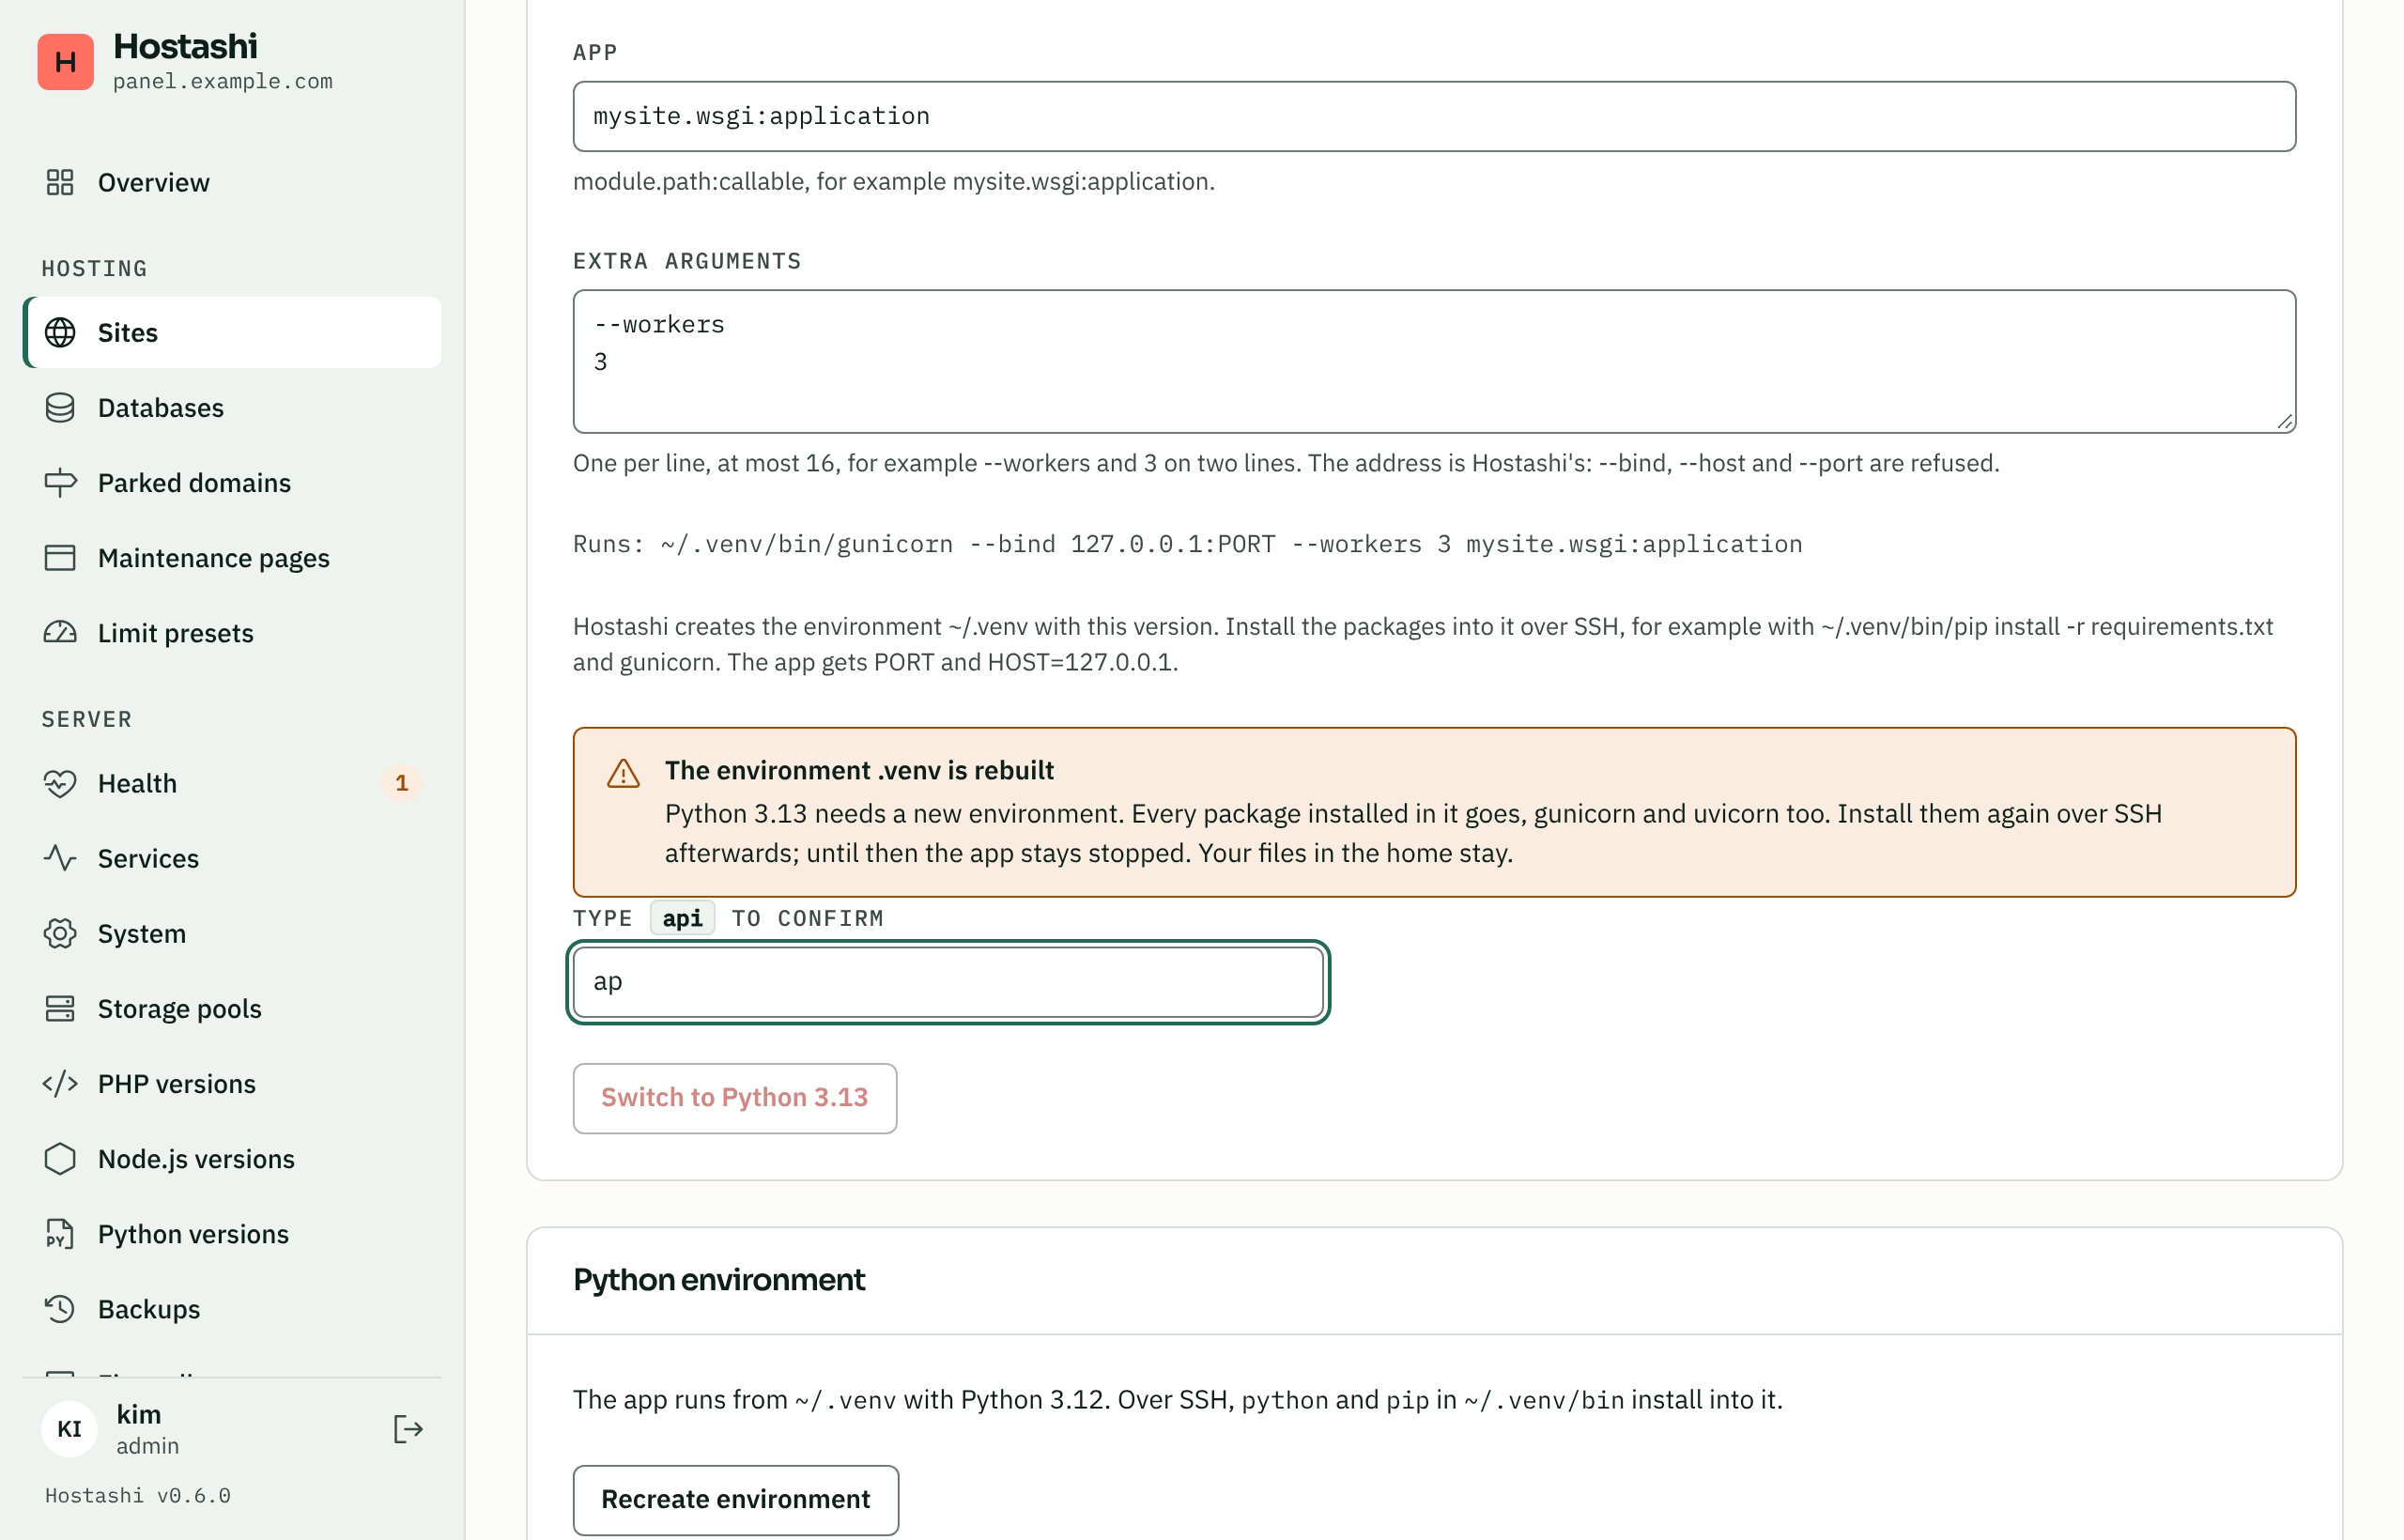 H
Hostashi
panel.example.com
Overview
HOSTING
Sites
Databases
Parked domains
Maintenance pages
Limit presets
SERVER
Health 1
Services
System
Storage pools
PHP versions
Node.js versions
PY Python versions
Backups
KI
kim
admin
Hostashi v0.6.0
APP
mysite.wsgi:application
module.path:callable, for example mysite.wsgi:application.
EXTRA ARGUMENTS
--workers
3
One per line, at most 16, for example --workers and 3 on two lines. The address is Hostashi's: --bind, --host and --port are refused.
Runs: ~/.venv/bin/gunicorn --bind 127.0.0.1:PORT --workers 3 mysite.wsgi:application
Hostashi creates the environment ~/.venv with this version. Install the packages into it over SSH, for example with ~/.venv/bin/pip install -r requirements.txt
and gunicorn. The app gets PORT and HOST=127.0.0.1.
The environment .venv is rebuilt
Python 3.13 needs a new environment. Every package installed in it goes, gunicorn and uvicorn too. Install them again over SSH
afterwards; until then the app stays stopped. Your files in the home stay.
TYPE api TO CONFIRM
ap
Switch to Python 3.13
Python environment
The app runs from ~/.venv with Python 3.12. Over SSH, python and pip in ~/.venv/bin install into it.
Recreate environment